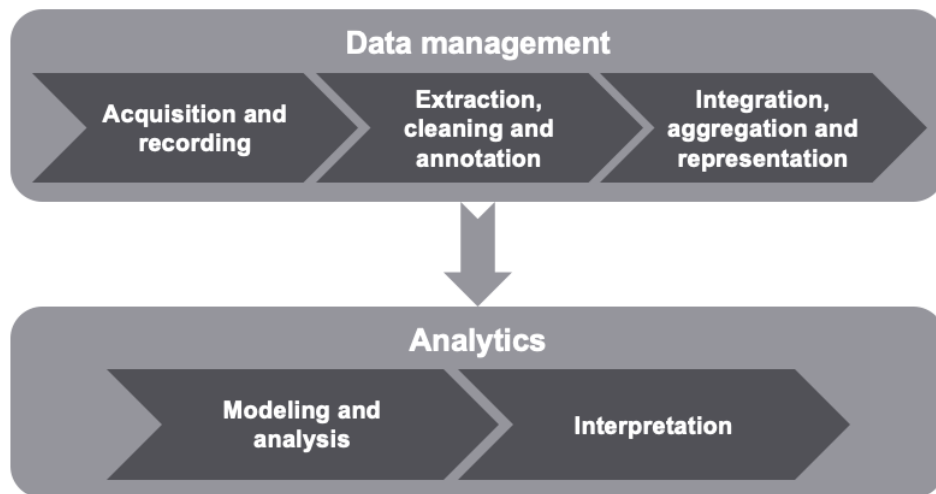 Data management
Acquisition and
recording
Extraction,
cleaning and
annotation
Integration,
aggregation and
representation
Analytics
Modeling and
analysis
Interpretation